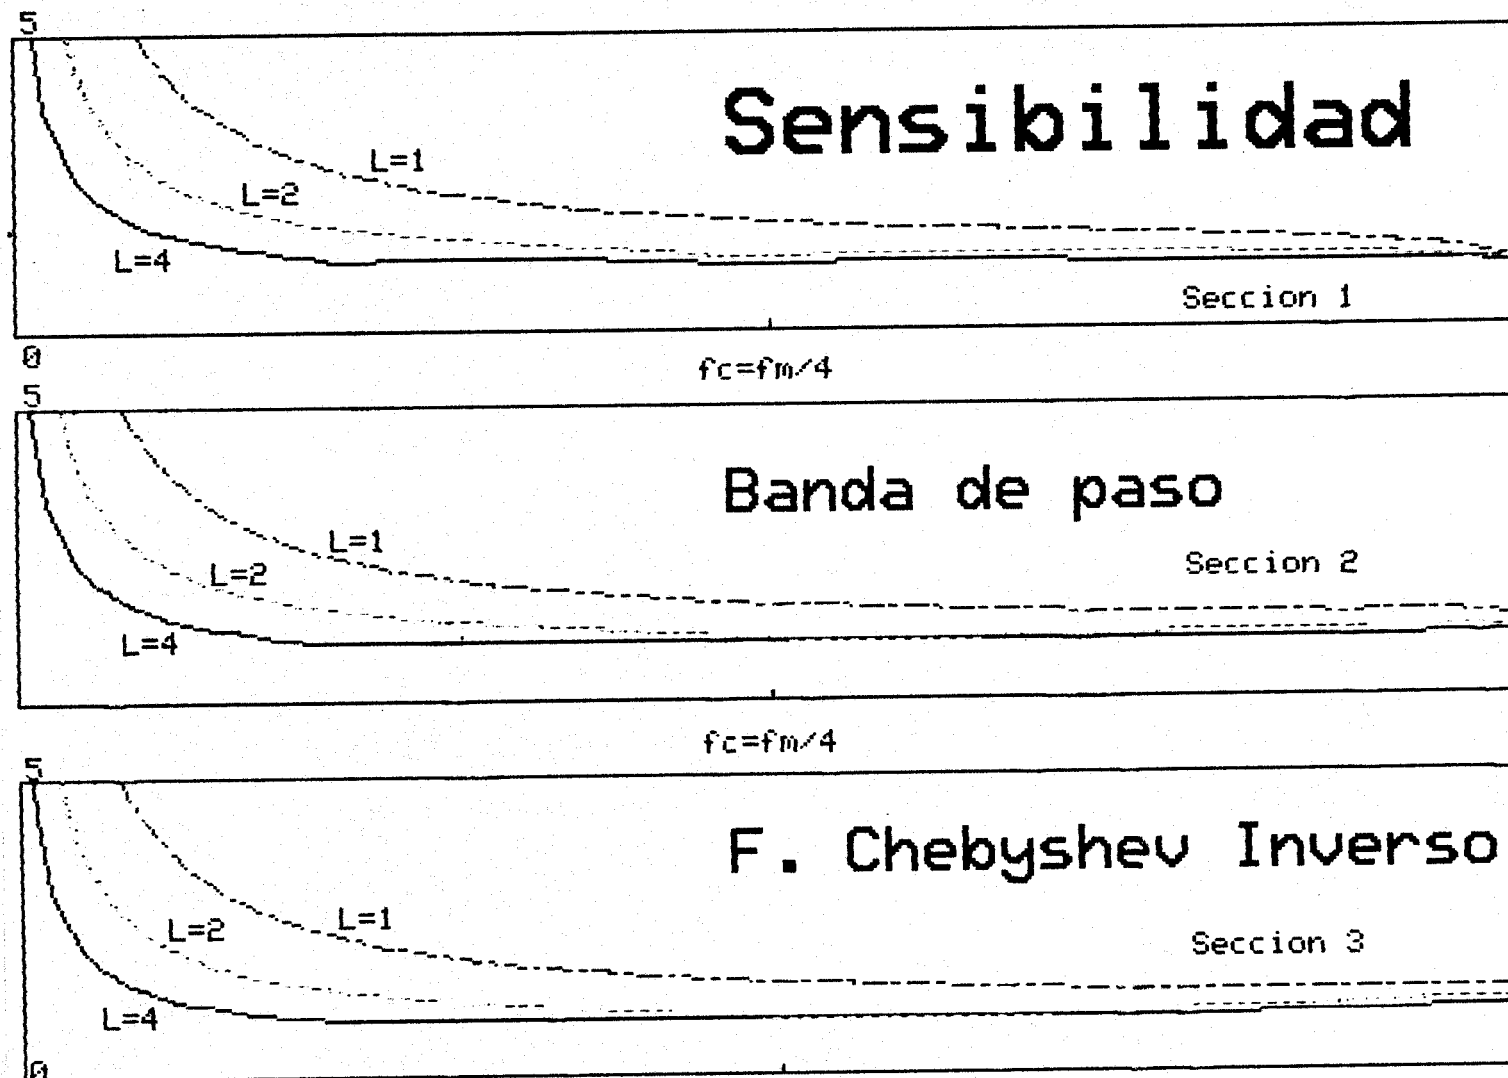 5
Sensibilidad
L=1
L=2
L=4
Seccion 1
0
fc=fm/4
5
Banda de paso
L=1
Seccion 2
L=2
L=4
fc=fm/4
5
F. Chebyshev Inverso
L=1
L=2
Seccion 3
L=4
0